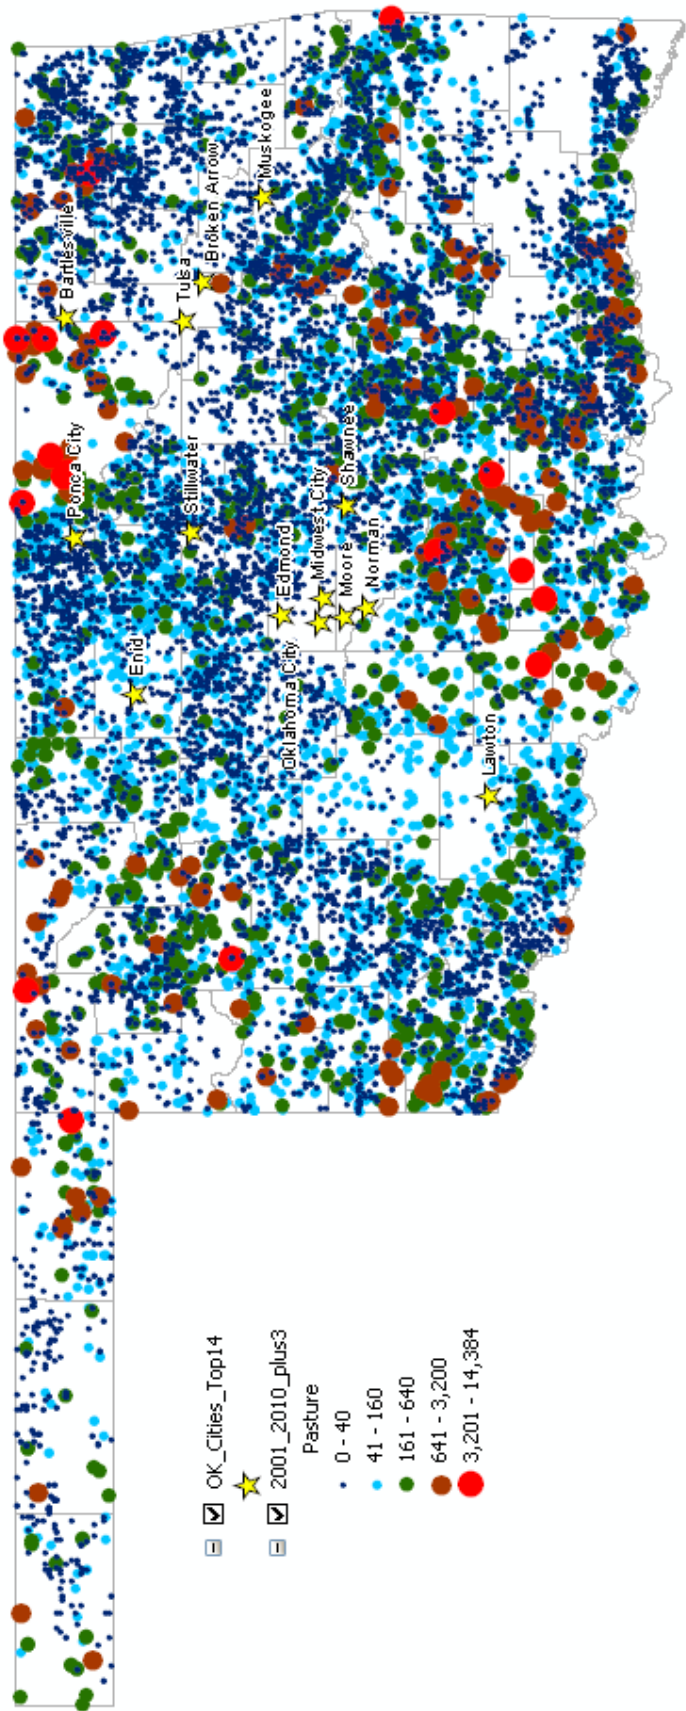 Bartlesville
Ponca City
Enid
Tulsa
Broken Arrow
Stillwater
Muskogee
Edmond
Midwest City
Oklahoma City
Moore
Shawnee
Norman
Lawton
OK_Cities_Top14
2001_2010_plus3
Pasture
0 - 40
41 - 160
161 - 640
641 - 3,200
3,201 - 14,384